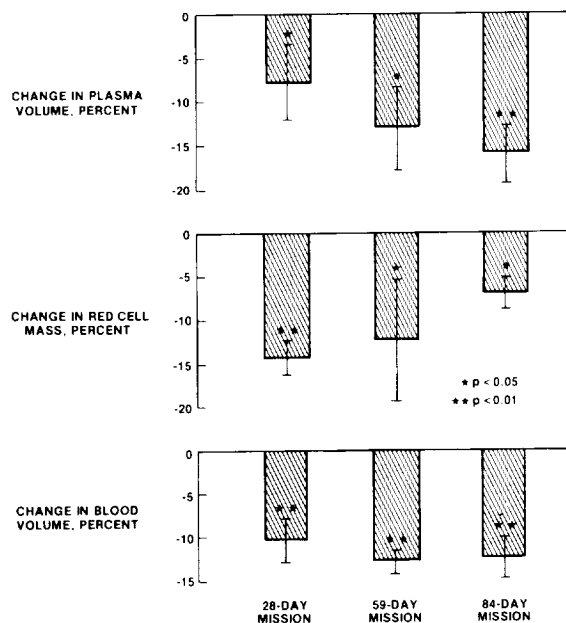 0
-5
CHANGE IN PLASMA
VOLUME, PERCENT
-10
-15
-20
0
-5
CHANGE IN RED CELL
MASS, PERCENT
-10
-15
-20
★ p < 0.05
★★ p < 0.01
0
-5
CHANGE IN BLOOD
VOLUME, PERCENT
-10
-15
28-DAY
MISSION
59-DAY
MISSION
84-DAY
MISSION